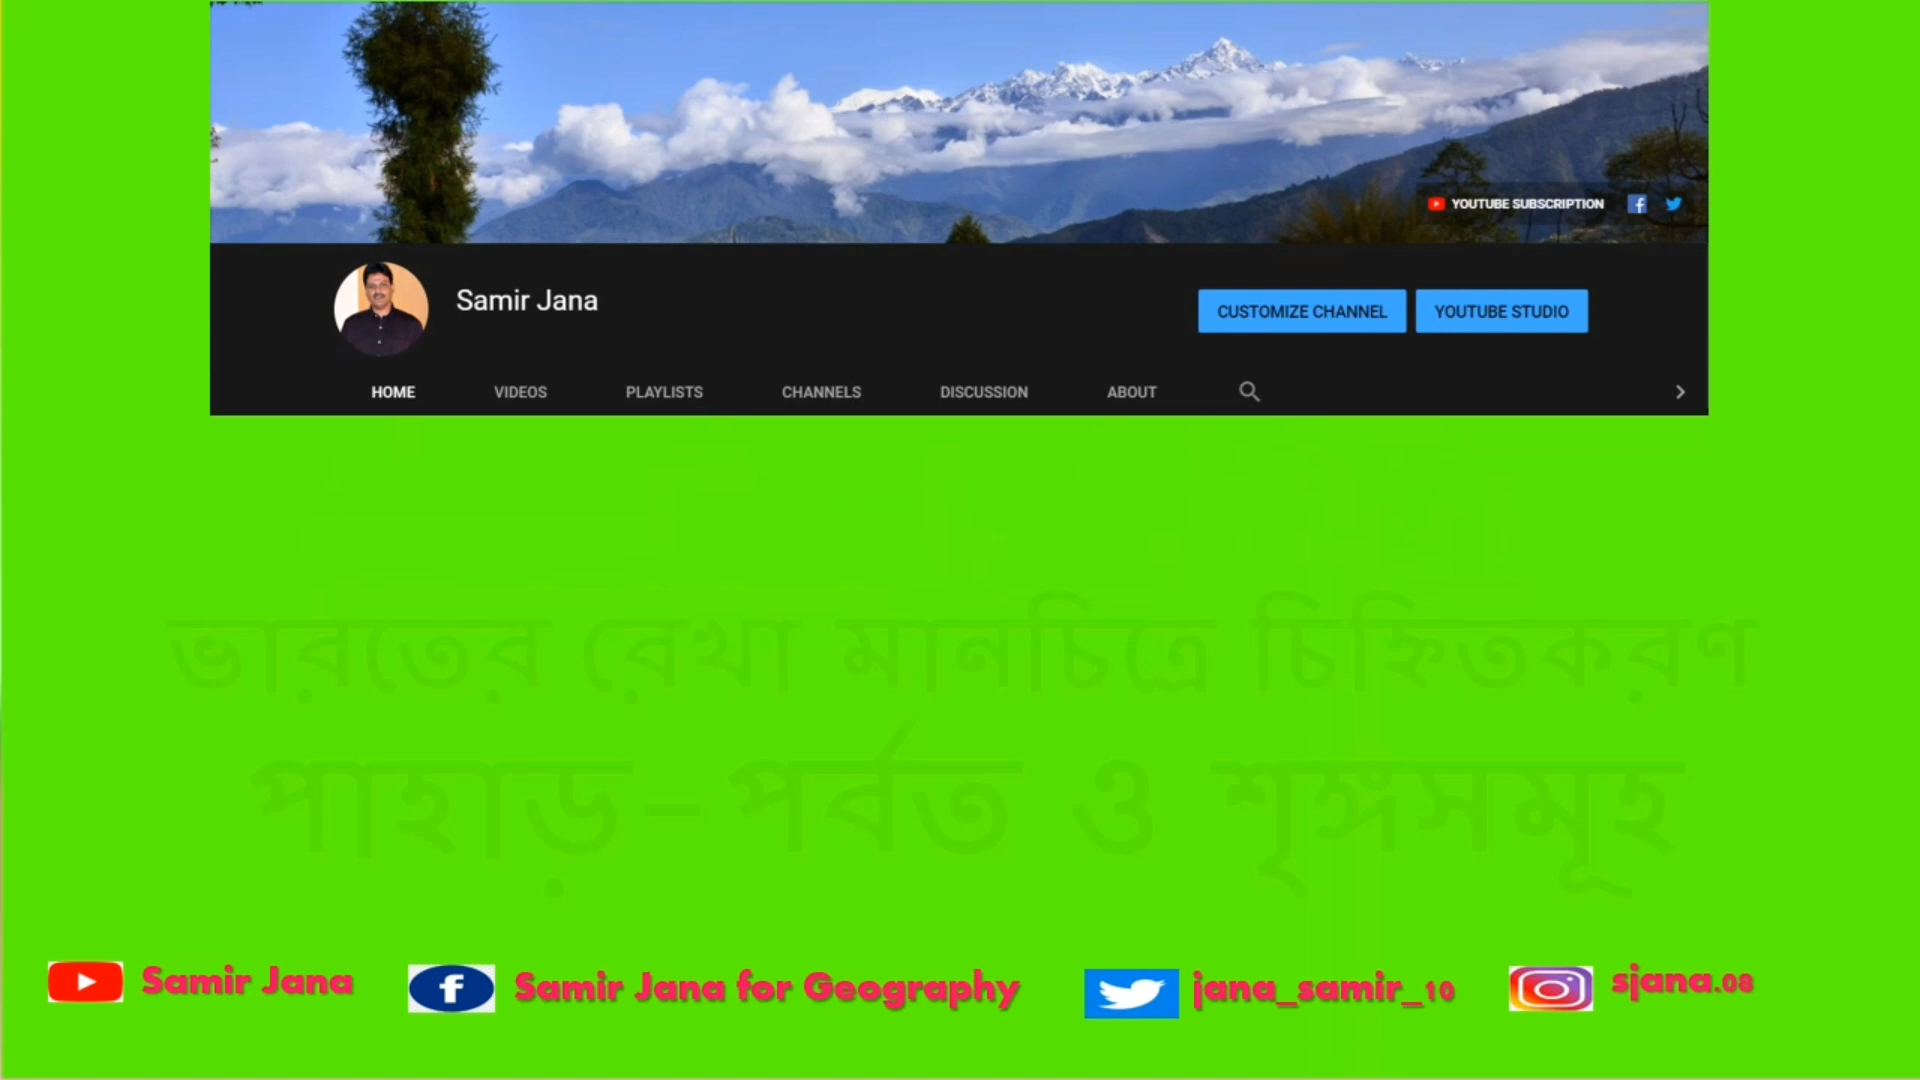 YOUTUBE SUBSCRIPTION
Samir Jana
CUSTOMIZE CHANNEL YOUTUBE STUDIO
HOME VIDEOS PLAYLISTS CHANNELS DISCUSSION ABOUT
ভারতের রেখা মানচিত্রে চিহ্নিতকরণ
পাহাড়-পর্বত ও শৃঙ্গসমূহ
Samir Jana Samir Jana for Geography jana_samir_10 sjana.08